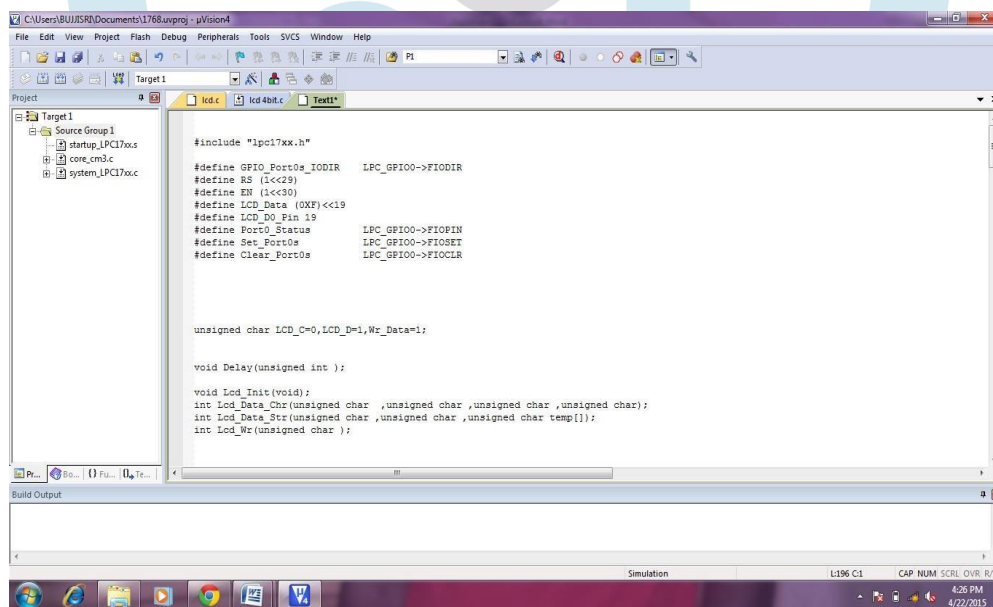 C:\Users\BUJJISRI\Documents\1768.uvproj - µVision4
File Edit View Project Flash Debug Peripherals Tools SVCS Window Help
P1
Target 1
Project
lcd.c lcd 4bit.c Text1*
Target 1
Source Group 1
startup_LPC17xx.s
core_cm3.c
system_LPC17xx.c
#include "lpc17xx.h"
#define GPIO_Port0s_IODIR LPC_GPIO0->FIODIR
#define RS (1<<29)
#define EN (1<<30)
#define LCD_Data (0XF)<<19
#define LCD_D0_Pin 19
#define Port0_Status LPC_GPIO0->FIOPIN
#define Set_Port0s LPC_GPIO0->FIOSET
#define Clear_Port0s LPC_GPIO0->FIOCLR
unsigned char LCD_C=0,LCD_D=1,Wr_Data=1;
void Delay(unsigned int );
void Lcd_Init(void);
int Lcd_Data_Chr(unsigned char ,unsigned char ,unsigned char ,unsigned char);
int Lcd_Data_Str(unsigned char ,unsigned char ,unsigned char temp[]);
int Lcd_Wr(unsigned char );
Pr... Bo... {} Fu... 0 Te...
Build Output
Simulation L:196 C:1 CAP NUM SCRL OVR R/
4:26 PM
4/22/2015